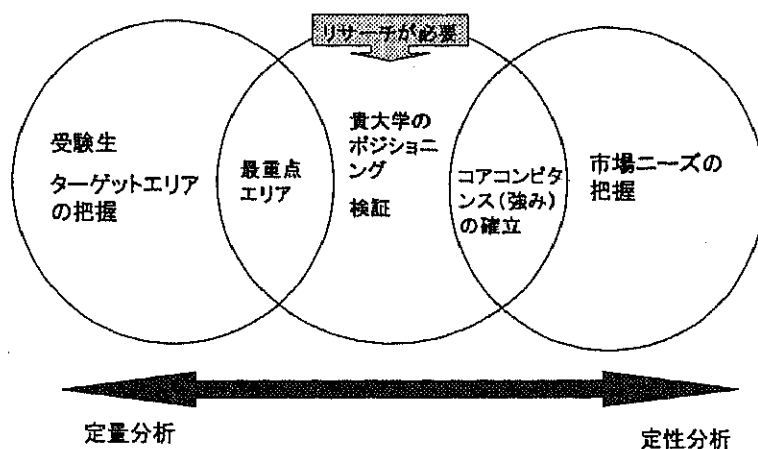 リサーチが必要
受験生
ターゲットエリア
の把握
最重点
エリア
貴大学の
ポジショニ
ング
検証
コアコンピタ
ンス(強み)
の確立
市場ニーズの
把握
定量分析
定性分析